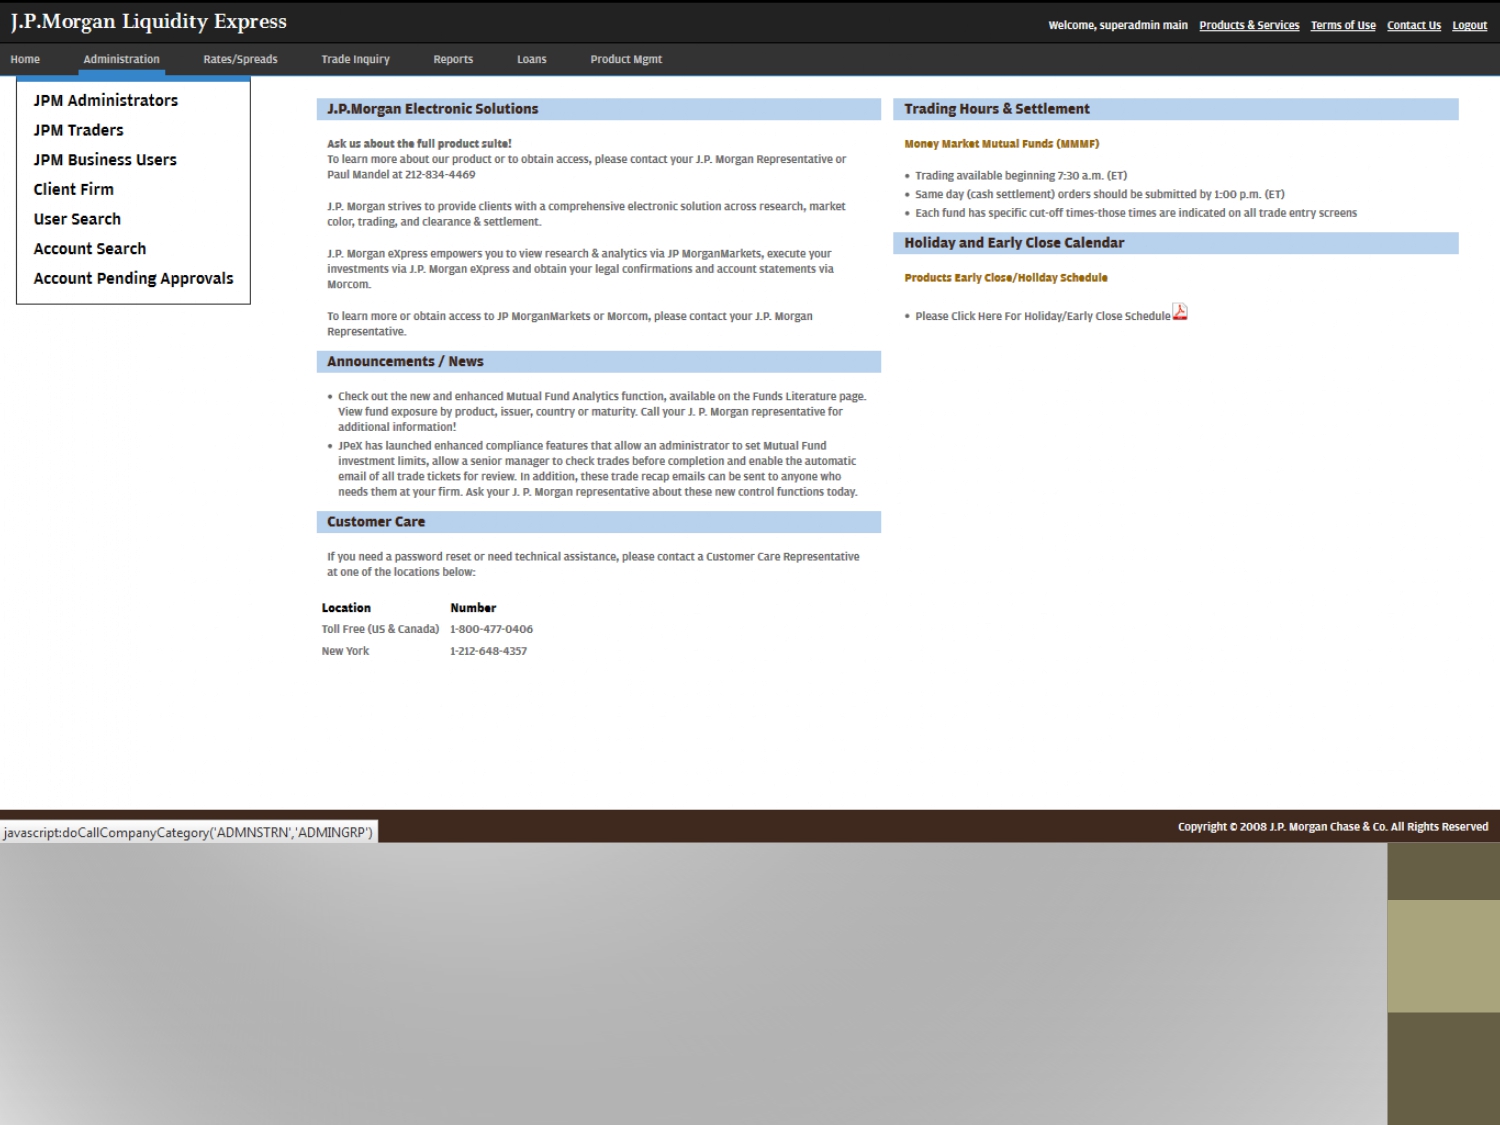 J.P.Morgan Liquidity Express
Welcome, superadmin main Products & Services Terms of Use Contact Us Logout
Home Administration Rates/Spreads Trade Inquiry Reports Loans Product Mgmt
JPM Administrators
JPM Traders
JPM Business Users
Client Firm
User Search
Account Search
Account Pending Approvals
J.P.Morgan Electronic Solutions
Ask us about the full product suite!
To learn more about our product or to obtain access, please contact your J.P. Morgan Representative or
Paul Mandel at 212-834-4469
J.P. Morgan strives to provide clients with a comprehensive electronic solution across research, market
color, trading, and clearance & settlement.
J.P. Morgan eXpress empowers you to view research & analytics via JP MorganMarkets, execute your
investments via J.P. Morgan eXpress and obtain your legal confirmations and account statements via
Morcom.
To learn more or obtain access to JP MorganMarkets or Morcom, please contact your J.P. Morgan
Representative.
Announcements / News
• Check out the new and enhanced Mutual Fund Analytics function, available on the Funds Literature page.
View fund exposure by product, issuer, country or maturity. Call your J. P. Morgan representative for
additional information!
• JPeX has launched enhanced compliance features that allow an administrator to set Mutual Fund
investment limits, allow a senior manager to check trades before completion and enable the automatic
email of all trade tickets for review. In addition, these trade recap emails can be sent to anyone who
needs them at your firm. Ask your J. P. Morgan representative about these new control functions today.
Customer Care
If you need a password reset or need technical assistance, please contact a Customer Care Representative
at one of the locations below:
Location Number
Toll Free (US & Canada) 1-800-477-0406
New York 1-212-648-4357
Trading Hours & Settlement
Money Market Mutual Funds (MMMF)
• Trading available beginning 7:30 a.m. (ET)
• Same day (cash settlement) orders should be submitted by 1:00 p.m. (ET)
• Each fund has specific cut-off times-those times are indicated on all trade entry screens
Holiday and Early Close Calendar
Products Early Close/Holiday Schedule
• Please Click Here For Holiday/Early Close Schedule
javascript:doCallCompanyCategory('ADMNSTRN','ADMINGRP')
Copyright © 2008 J.P. Morgan Chase & Co. All Rights Reserved